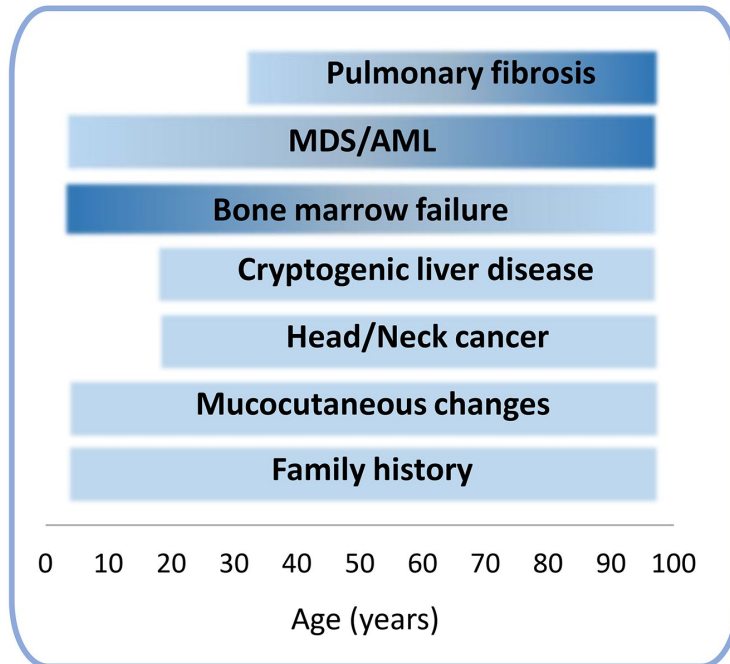 Pulmonary fibrosis
MDS/AML
Bone marrow failure
Cryptogenic liver disease
Head/Neck cancer
Mucocutaneous changes
Family history
0 10 20 30 40 50 60 70 80 90 100
Age (years)